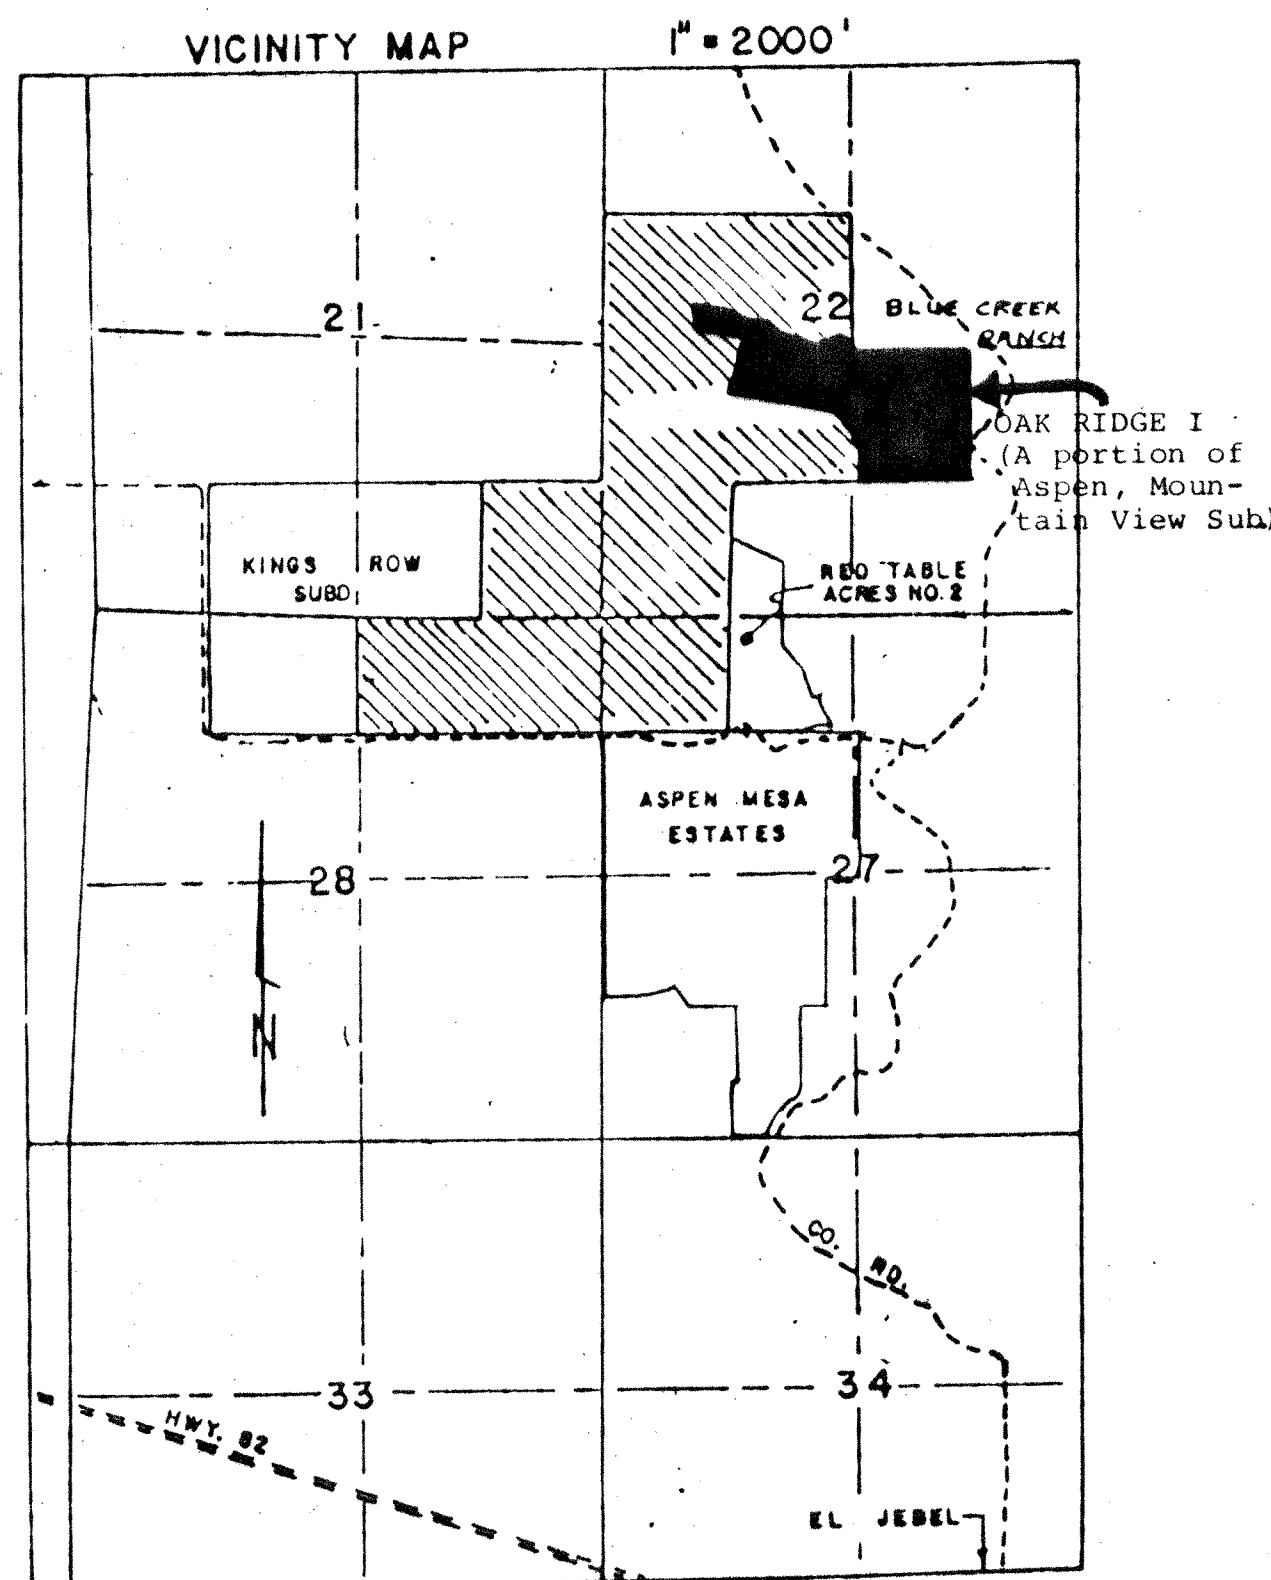 VICINITY MAP 1" = 2000'
21
22
BLUE CREEK
RANCH
OAK RIDGE I
(A portion of
Aspen, Moun-
tain View Sub)
KINGS ROW
SUBD
RED TABLE
ACRES NO. 2
ASPEN MESA
ESTATES
28
27
N
CO. RD.
33
34
HWY. 82
EL JEBEL